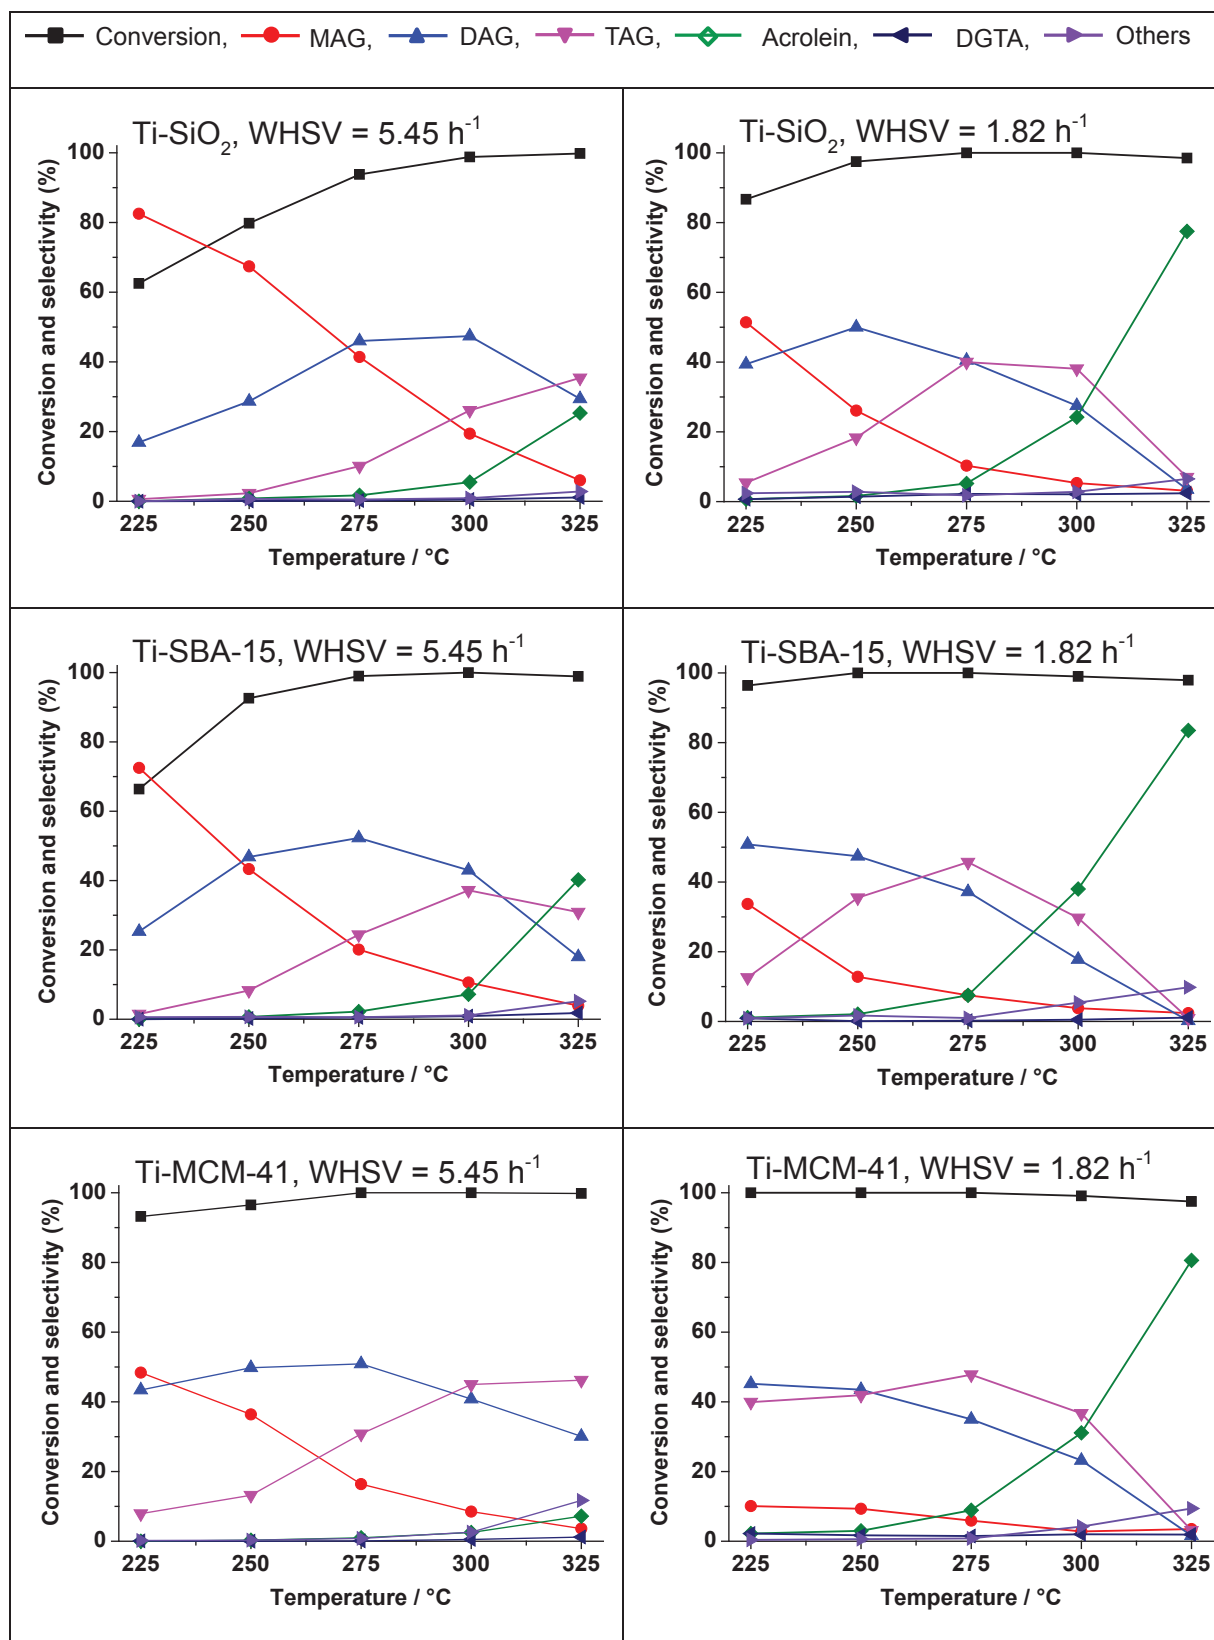 Conversion, MAG, DAG, TAG, Acrolein, DGTA, Others
Ti-SiO2, WHSV = 5.45 h-1
Conversion and selectivity (%)
100
80
60
40
20
0
225 250 275 300 325
Temperature / °C
Ti-SiO2, WHSV = 1.82 h-1
Conversion and selectivity (%)
100
80
60
40
20
0
225 250 275 300 325
Temperature / °C
Ti-SBA-15, WHSV = 5.45 h-1
Conversion and selectivity (%)
100
80
60
40
20
0
225 250 275 300 325
Temperature / °C
Ti-SBA-15, WHSV = 1.82 h-1
Conversion and selectivity (%)
100
80
60
40
20
0
225 250 275 300 325
Temperature / °C
Ti-MCM-41, WHSV = 5.45 h-1
Conversion and selectivity (%)
100
80
60
40
20
0
225 250 275 300 325
Temperature / °C
Ti-MCM-41, WHSV = 1.82 h-1
Conversion and selectivity (%)
100
80
60
40
20
0
225 250 275 300 325
Temperature / °C